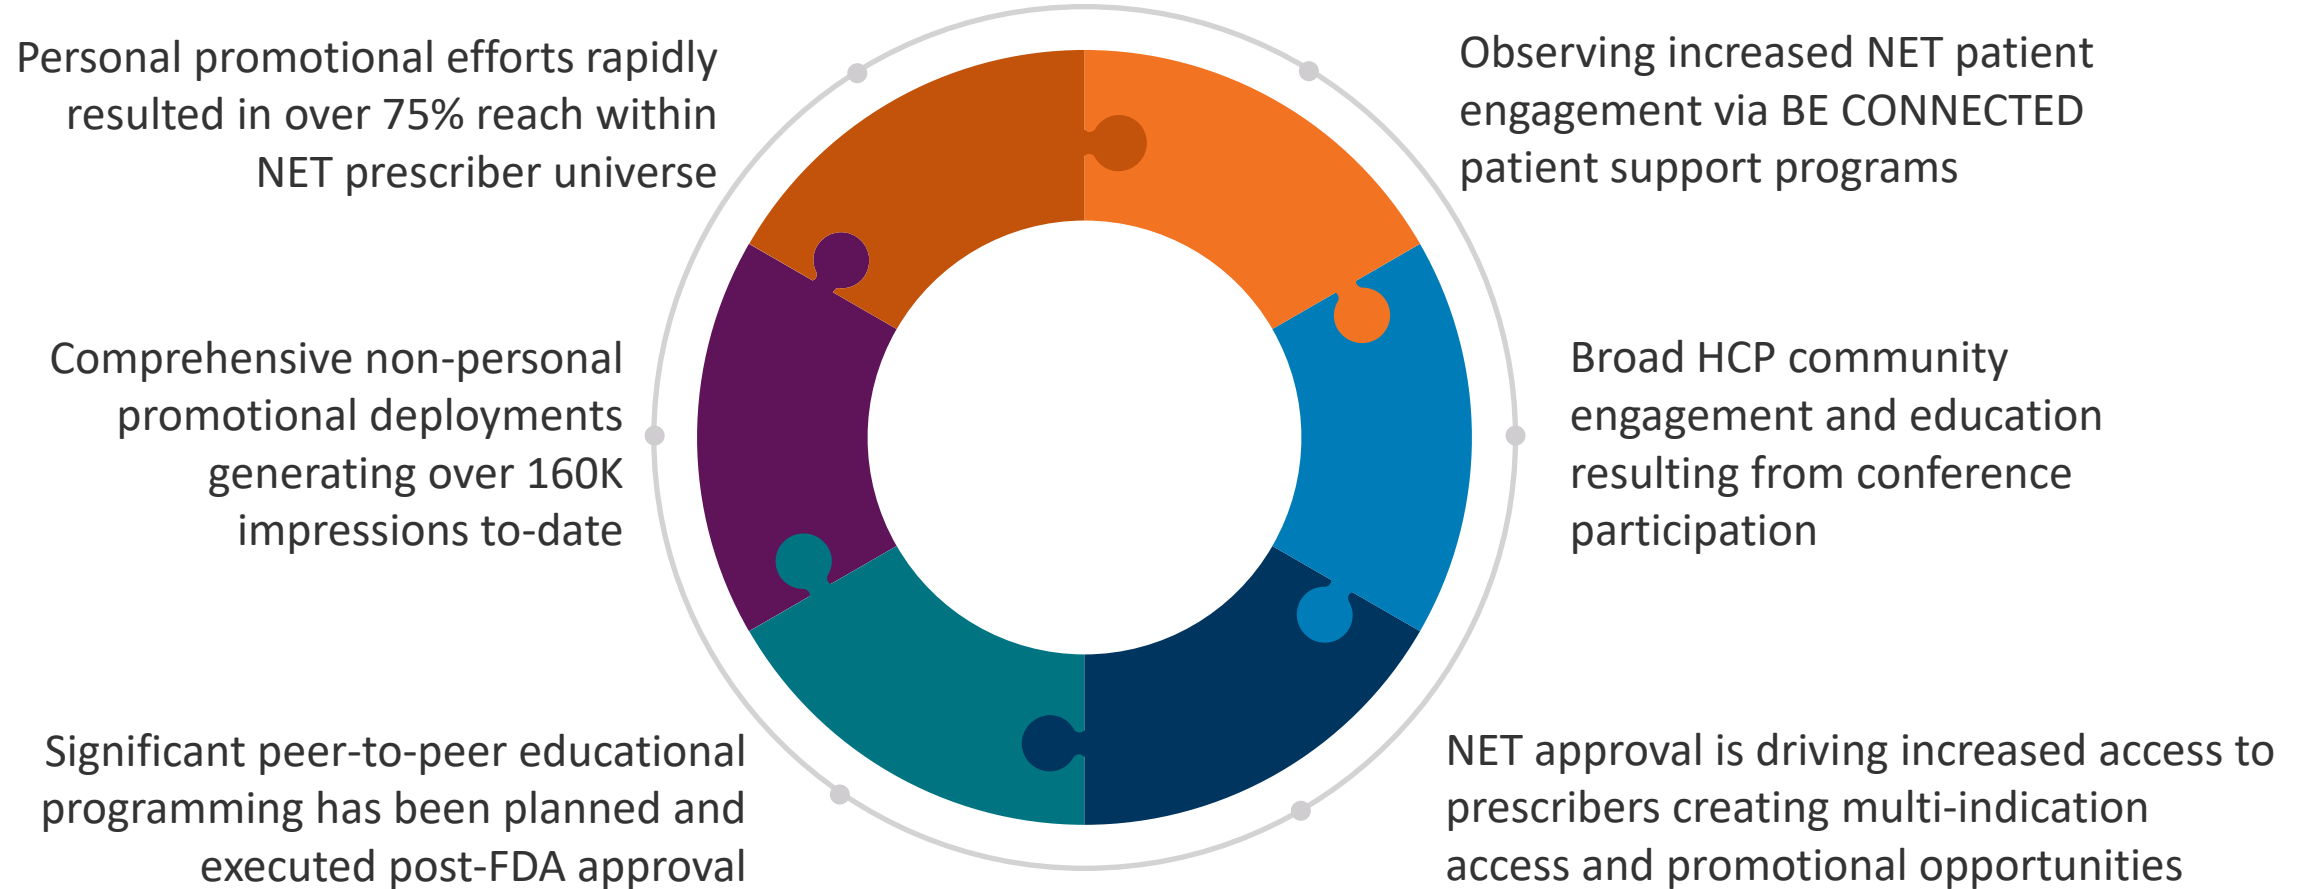 Personal promotional efforts rapidly
resulted in over 75% reach within
NET prescriber universe
Observing increased NET patient
engagement via BE CONNECTED
patient support programs
Comprehensive non-personal
promotional deployments
generating over 160K
impressions to-date
Broad HCP community
engagement and education
resulting from conference
participation
Significant peer-to-peer educational
programming has been planned and
executed post-FDA approval
NET approval is driving increased access to
prescribers creating multi-indication
access and promotional opportunities